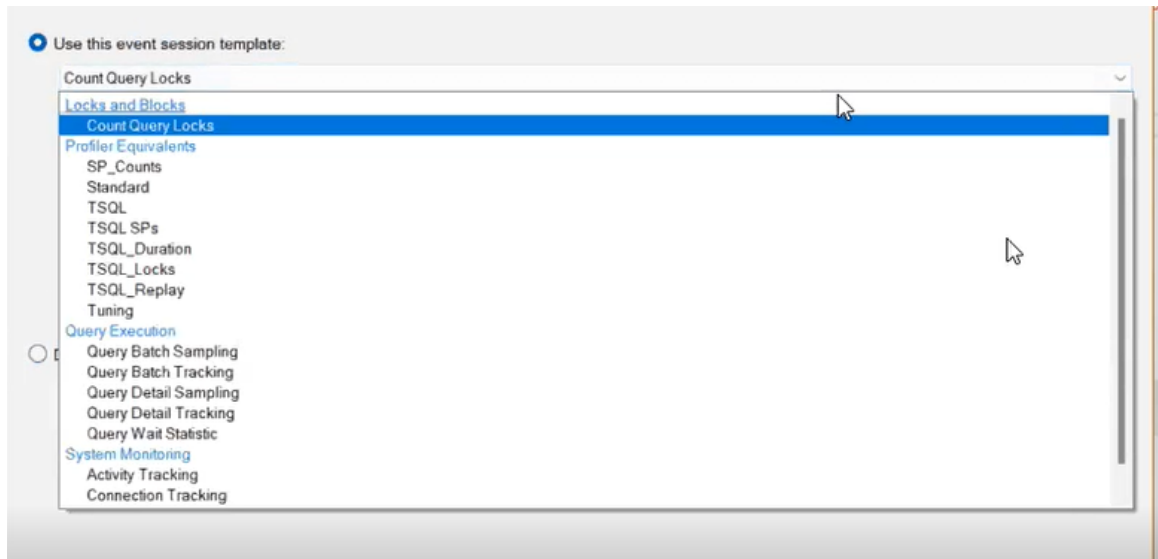 Use this event session template:
Count Query Locks
Locks and Blocks
Count Query Locks
Profiler Equivalents
SP_Counts
Standard
TSQL
TSQL SPs
TSQL_Duration
TSQL_Locks
TSQL_Replay
Tuning
Query Execution
Query Batch Sampling
Query Batch Tracking
Query Detail Sampling
Query Detail Tracking
Query Wait Statistic
System Monitoring
Activity Tracking
Connection Tracking